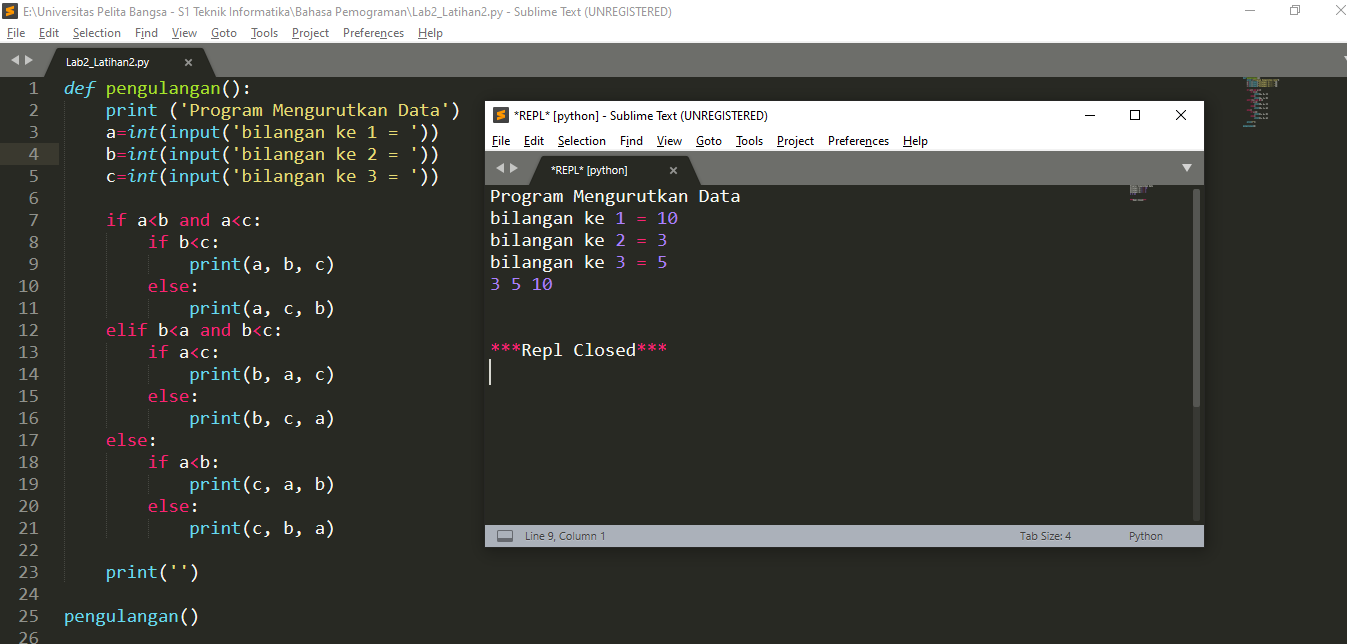 E:\Universitas Pelita Bangsa - S1 Teknik Informatika\Bahasa Pemograman\Lab2_Latihan2.py - Sublime Text (UNREGISTERED)
File Edit Selection Find View Goto Tools Project Preferences Help
Lab2_Latihan2.py ×
1 def pengulangan():
2     print ('Program Mengurutkan Data')
3     a=int(input('bilangan ke 1 = '))
4     b=int(input('bilangan ke 2 = '))
5     c=int(input('bilangan ke 3 = '))
6
7     if a<b and a<c:
8         if b<c:
9             print(a, b, c)
10         else:
11             print(a, c, b)
12     elif b<a and b<c:
13         if a<c:
14             print(b, a, c)
15         else:
16             print(b, c, a)
17     else:
18         if a<b:
19             print(c, a, b)
20         else:
21             print(c, b, a)
22
23     print('')
24
25 pengulangan()
26
*REPL* [python] - Sublime Text (UNREGISTERED)
File Edit Selection Find View Goto Tools Project Preferences Help
*REPL* [python] ×
Program Mengurutkan Data
bilangan ke 1 = 10
bilangan ke 2 = 3
bilangan ke 3 = 5
3 5 10
***Repl Closed***
Line 9, Column 1 Tab Size: 4 Python